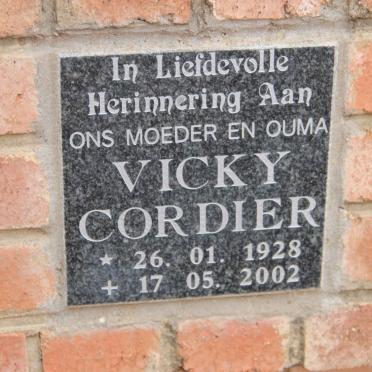 In Liefdevolle
Herinnering Aan
ONS MOEDER EN OUMA
VICKY
CORDIER
★ 26. 01. 1928
+ 17 05. 2002